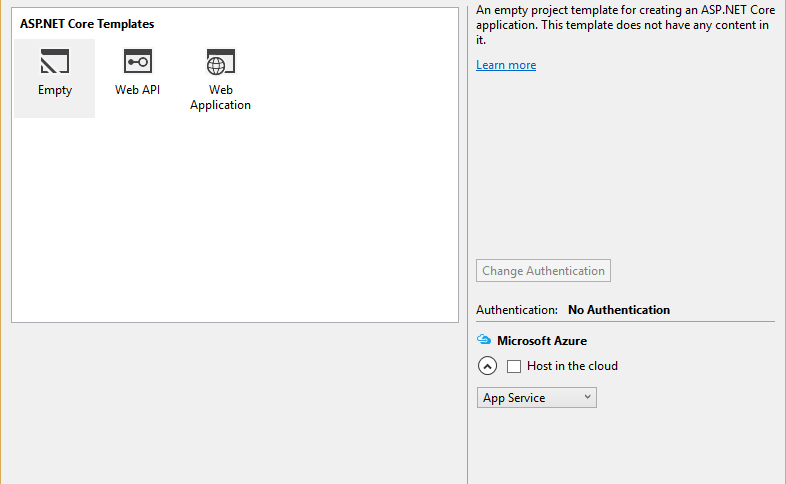 ASP.NET Core Templates
Empty
Web API
Web
Application
An empty project template for creating an ASP.NET Core
application. This template does not have any content in
it.
Learn more
Change Authentication
Authentication: No Authentication
Microsoft Azure
Host in the cloud
App Service